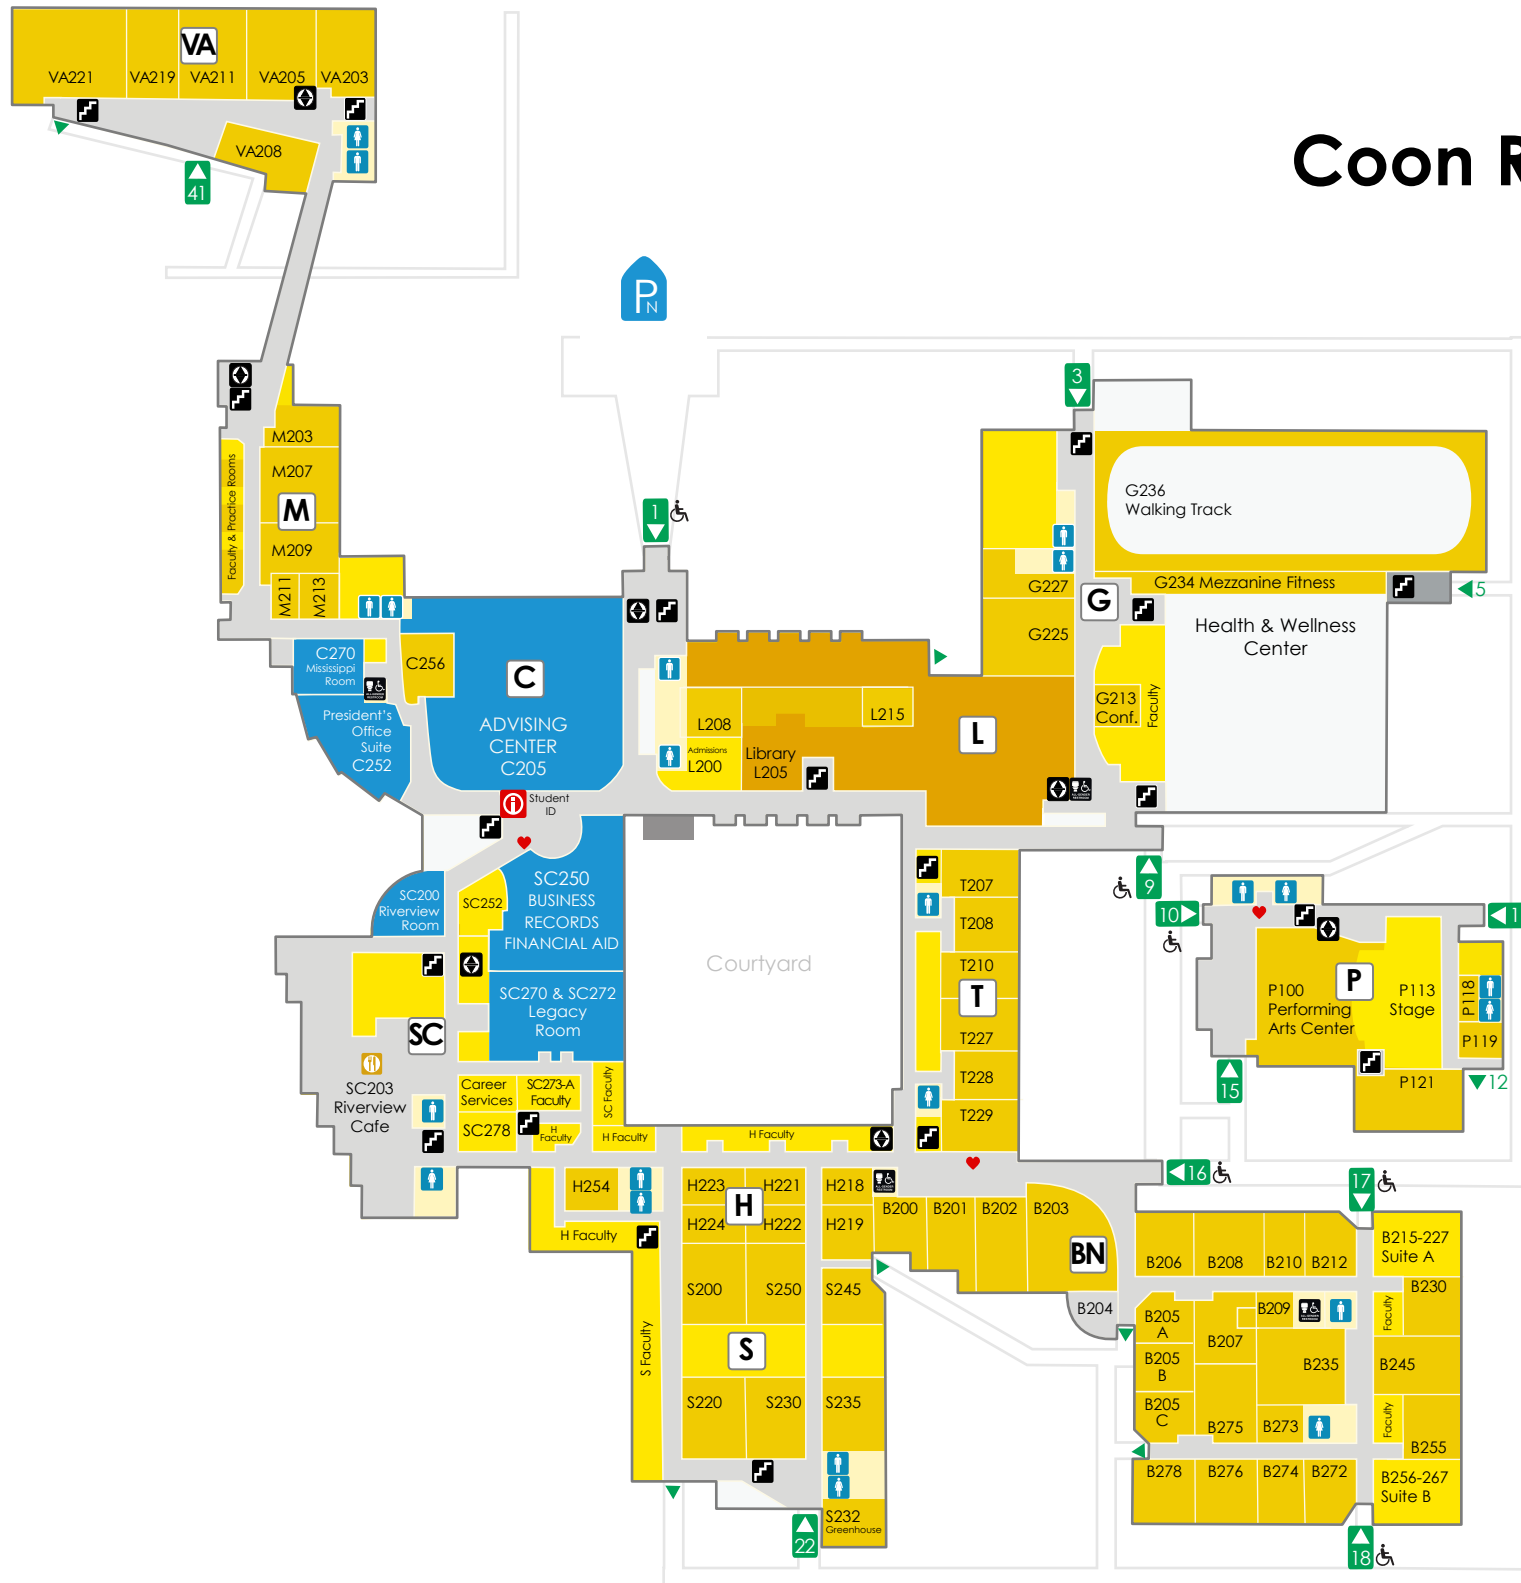 VA
VA221
VA219
VA211
VA205
VA203
VA208
41
Coon R
P
N
3
M203
M207
M
M209
M211
M213
Faculty & Practice Rooms
1
G236
Walking Track
G234 Mezzanine Fitness
5
G227
G
G225
Health & Wellness
Center
G213
Conf.
Faculty
C270
Mississippi
Room
C256
C
President's
Office
Suite
C252
ADVISING
CENTER
C205
L208
L215
L
Admissions
L200
Library
L205
Student
ID
SC250
BUSINESS
RECORDS
FINANCIAL AID
SC200
Riverview
Room
SC252
SC270 & SC272
Legacy
Room
SC
SC203
Riverview
Cafe
Career
Services
SC273-A
Faculty
SC Faculty
SC278
H
Faculty
H Faculty
H Faculty
Courtyard
T207
T208
T210
T
T227
T228
T229
9
10
1
P
P100
Performing
Arts Center
P113
Stage
P118
P119
P121
15
12
16
17
H254
H Faculty
H223
H221
H
H224
H222
H218
H219
B200
B201
B202
B203
BN
B204
S200
S250
S245
S
S Faculty
S220
S230
S235
S232
Greenhouse
22
B206
B208
B210
B212
B215-227
Suite A
B230
Faculty
B205
A
B207
B209
B205
B
B235
B245
B205
C
B275
B273
Faculty
B255
B278
B276
B274
B272
B256-267
Suite B
18